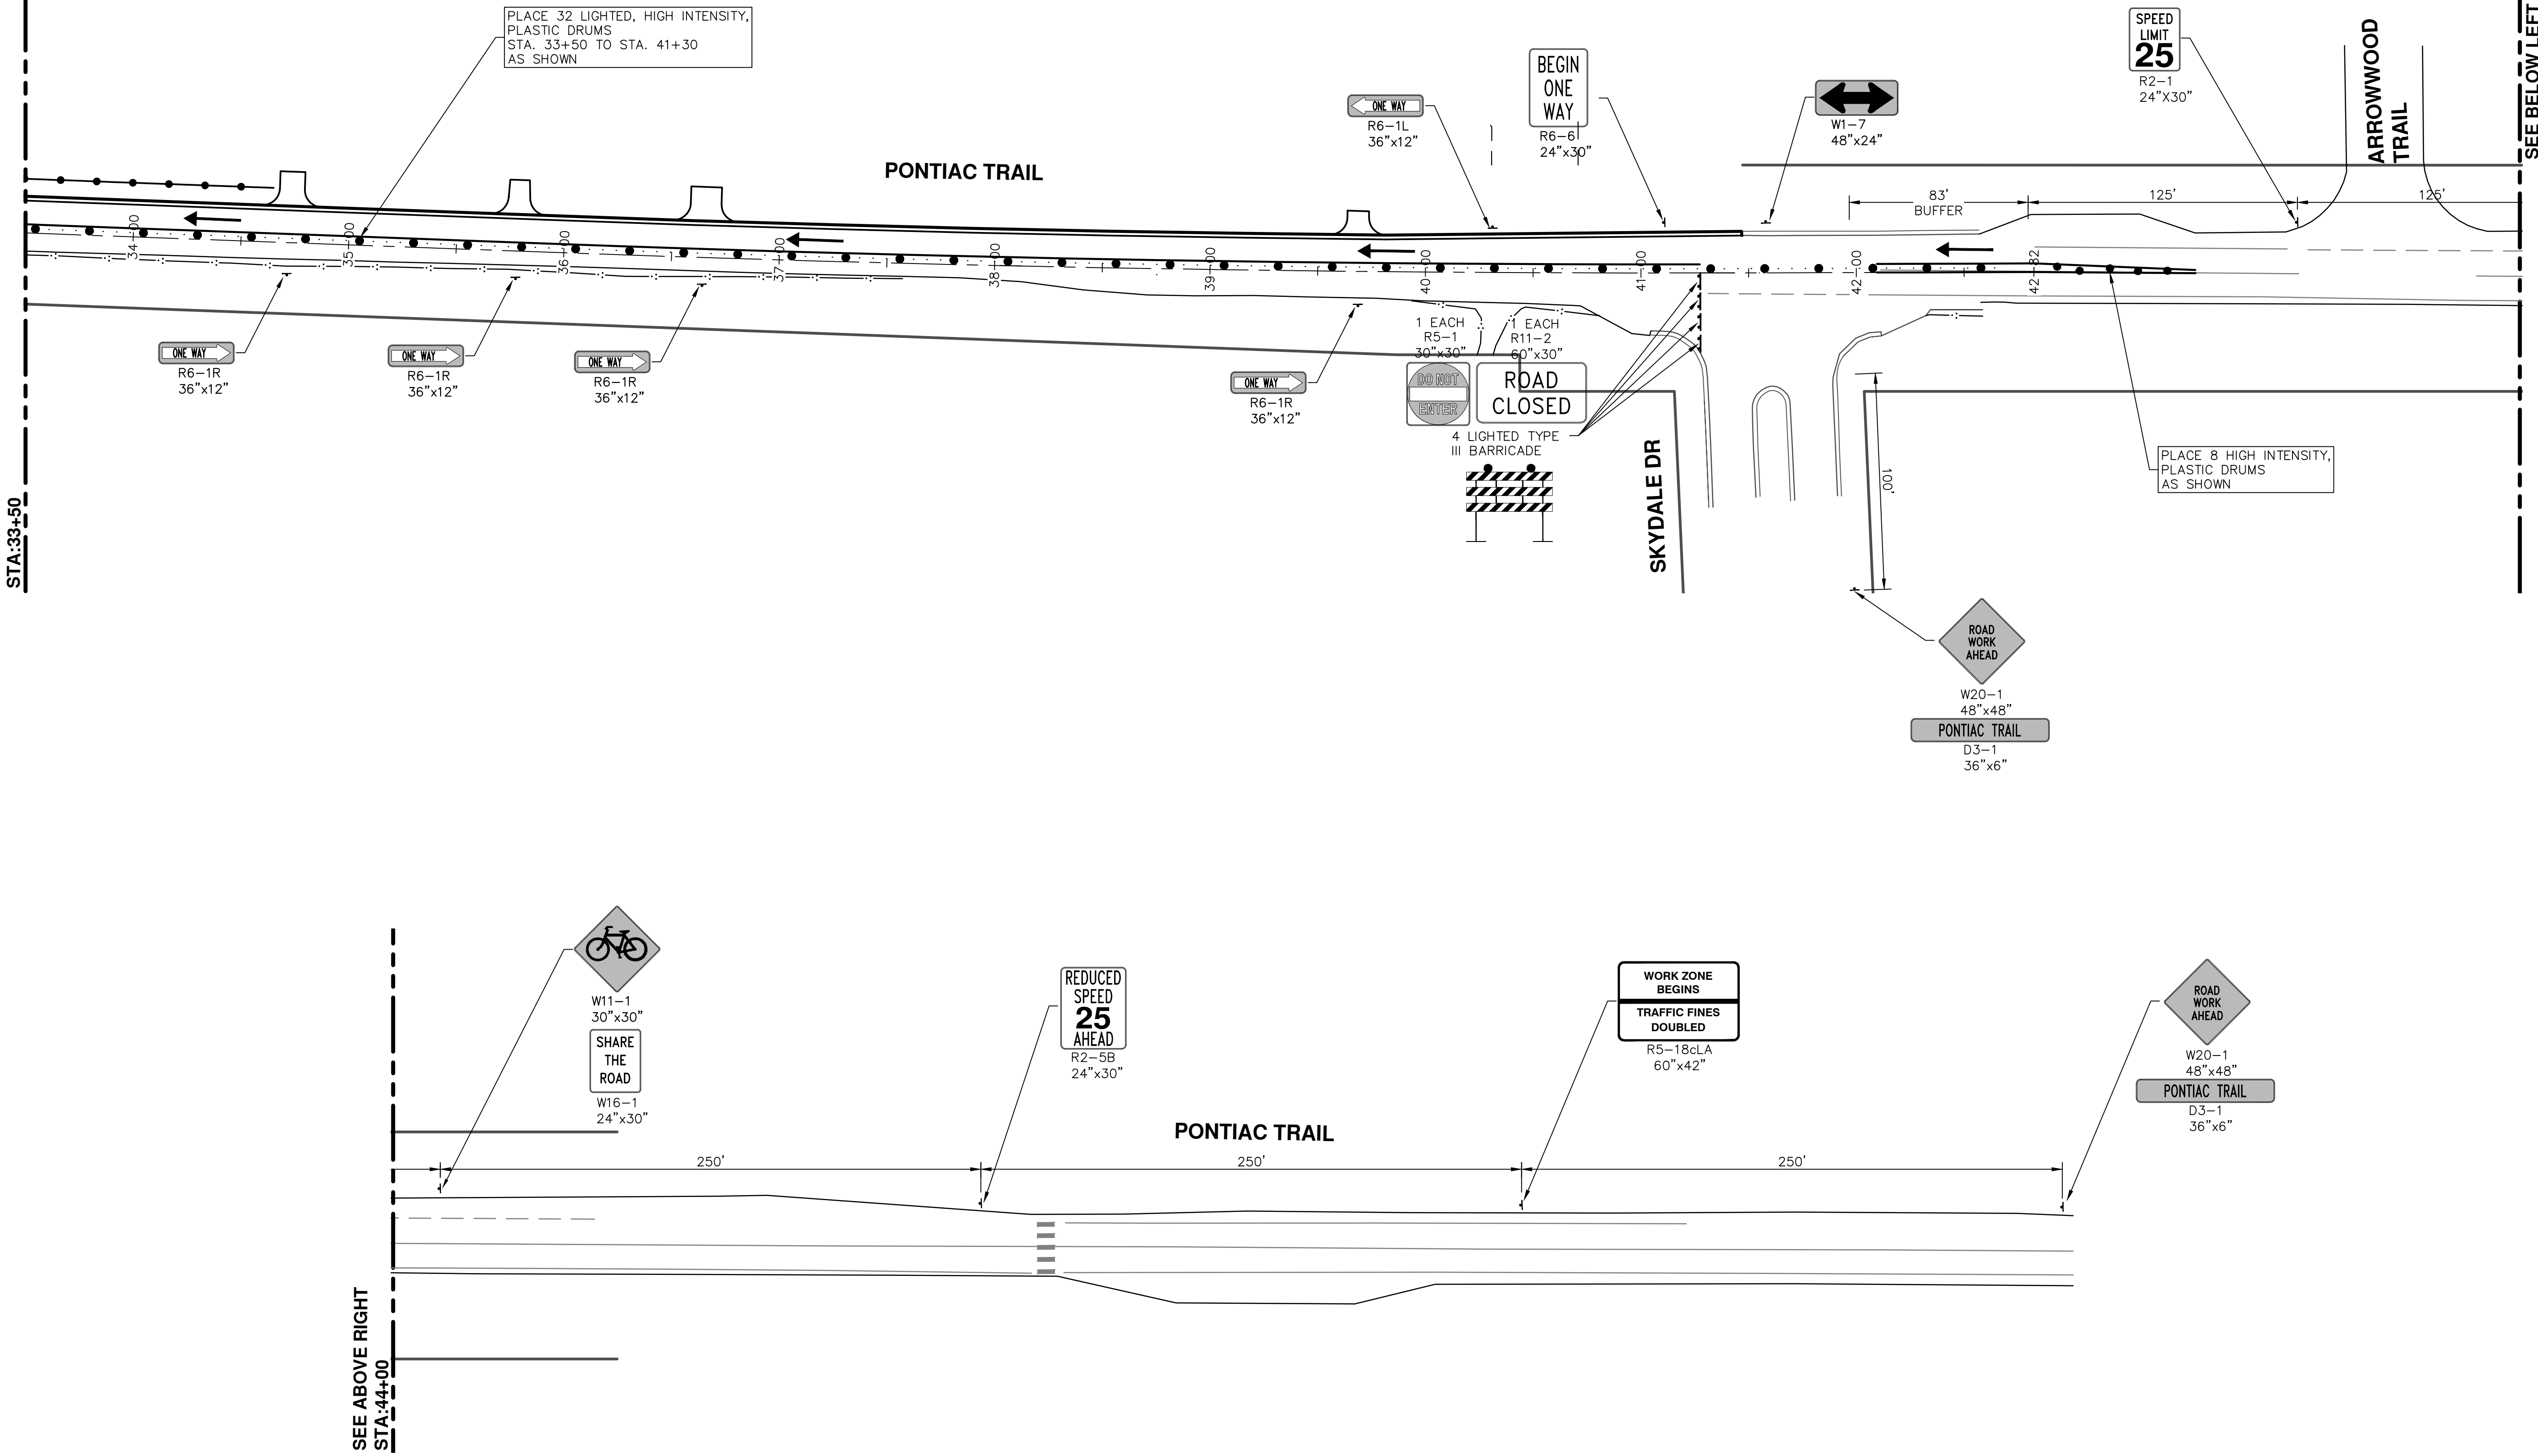 PLACE 32 LIGHTED, HIGH INTENSITY,
PLASTIC DRUMS
STA. 33+50 TO STA. 41+30
AS SHOWN
PONTIAC TRAIL
ONE WAY
R6-1L
36"x12"
BEGIN
ONE
WAY
R6-6
24"x30"
W1-7
48"x24"
SPEED
LIMIT
25
R2-1
24"X30"
ARROWWOOD
TRAIL
SEE BELOW LEFT
83'
BUFFER
125'
125'
34+00
35+00
36+00
37+00
38+00
39+00
40+00
41+00
42+00
42+82
STA:33+50
ONE WAY
R6-1R
36"x12"
ONE WAY
R6-1R
36"x12"
ONE WAY
R6-1R
36"x12"
ONE WAY
R6-1R
36"x12"
1 EACH
R5-1
30"x30"
DO NOT
ENTER
1 EACH
R11-2
60"x30"
ROAD
CLOSED
4 LIGHTED TYPE
III BARRICADE
SKYDALE DR
100'
PLACE 8 HIGH INTENSITY,
PLASTIC DRUMS
AS SHOWN
ROAD
WORK
AHEAD
W20-1
48"x48"
PONTIAC TRAIL
D3-1
36"x6"
W11-1
30"x30"
SHARE
THE
ROAD
W16-1
24"x30"
REDUCED
SPEED
25
AHEAD
R2-5B
24"x30"
WORK ZONE
BEGINS
TRAFFIC FINES
DOUBLED
R5-18cLA
60"x42"
ROAD
WORK
AHEAD
W20-1
48"x48"
PONTIAC TRAIL
D3-1
36"x6"
PONTIAC TRAIL
250'
250'
250'
SEE ABOVE RIGHT
STA:44+00